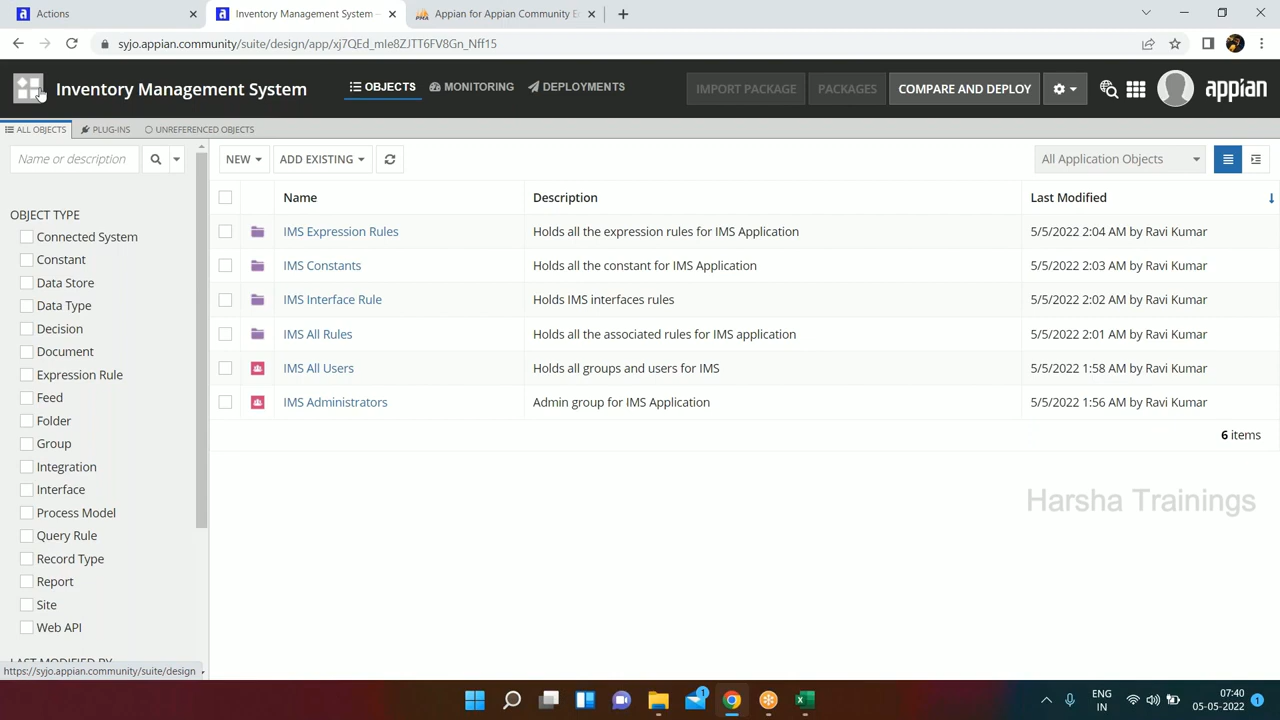 Actions
Inventory Management System -
Appian for Appian Community E
syjo.appian.community/suite/design/app/xj7QEd_mIe8ZJTT6FV8Gn_Nff15
Inventory Management System
OBJECTS
MONITORING
DEPLOYMENTS
IMPORT PACKAGE
PACKAGES
COMPARE AND DEPLOY
appian
ALL OBJECTS
PLUG-INS
UNREFERENCED OBJECTS
Name or description
NEW
ADD EXISTING
All Application Objects
OBJECT TYPE
Connected System
Constant
Data Store
Data Type
Decision
Document
Expression Rule
Feed
Folder
Group
Integration
Interface
Process Model
Query Rule
Record Type
Report
Site
Web API
LAST MODIFIED BY
https://syjo.appian.community/suite/design
Name Description Last Modified
IMS Expression Rules Holds all the expression rules for IMS Application 5/5/2022 2:04 AM by Ravi Kumar
IMS Constants Holds all the constant for IMS Application 5/5/2022 2:03 AM by Ravi Kumar
IMS Interface Rule Holds IMS interfaces rules 5/5/2022 2:02 AM by Ravi Kumar
IMS All Rules Holds all the associated rules for IMS application 5/5/2022 2:01 AM by Ravi Kumar
IMS All Users Holds all groups and users for IMS 5/5/2022 1:58 AM by Ravi Kumar
IMS Administrators Admin group for IMS Application 5/5/2022 1:56 AM by Ravi Kumar
6 items
Harsha Trainings
1
ENG
IN
07:40
05-05-2022
1